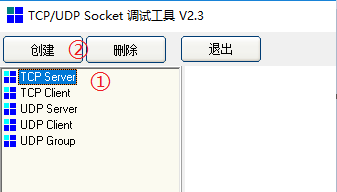 TCP/UDP Socket 调试工具 V2.3
创建 ② 删除 退出
TCP Server ①
TCP Client
UDP Server
UDP Client
UDP Group